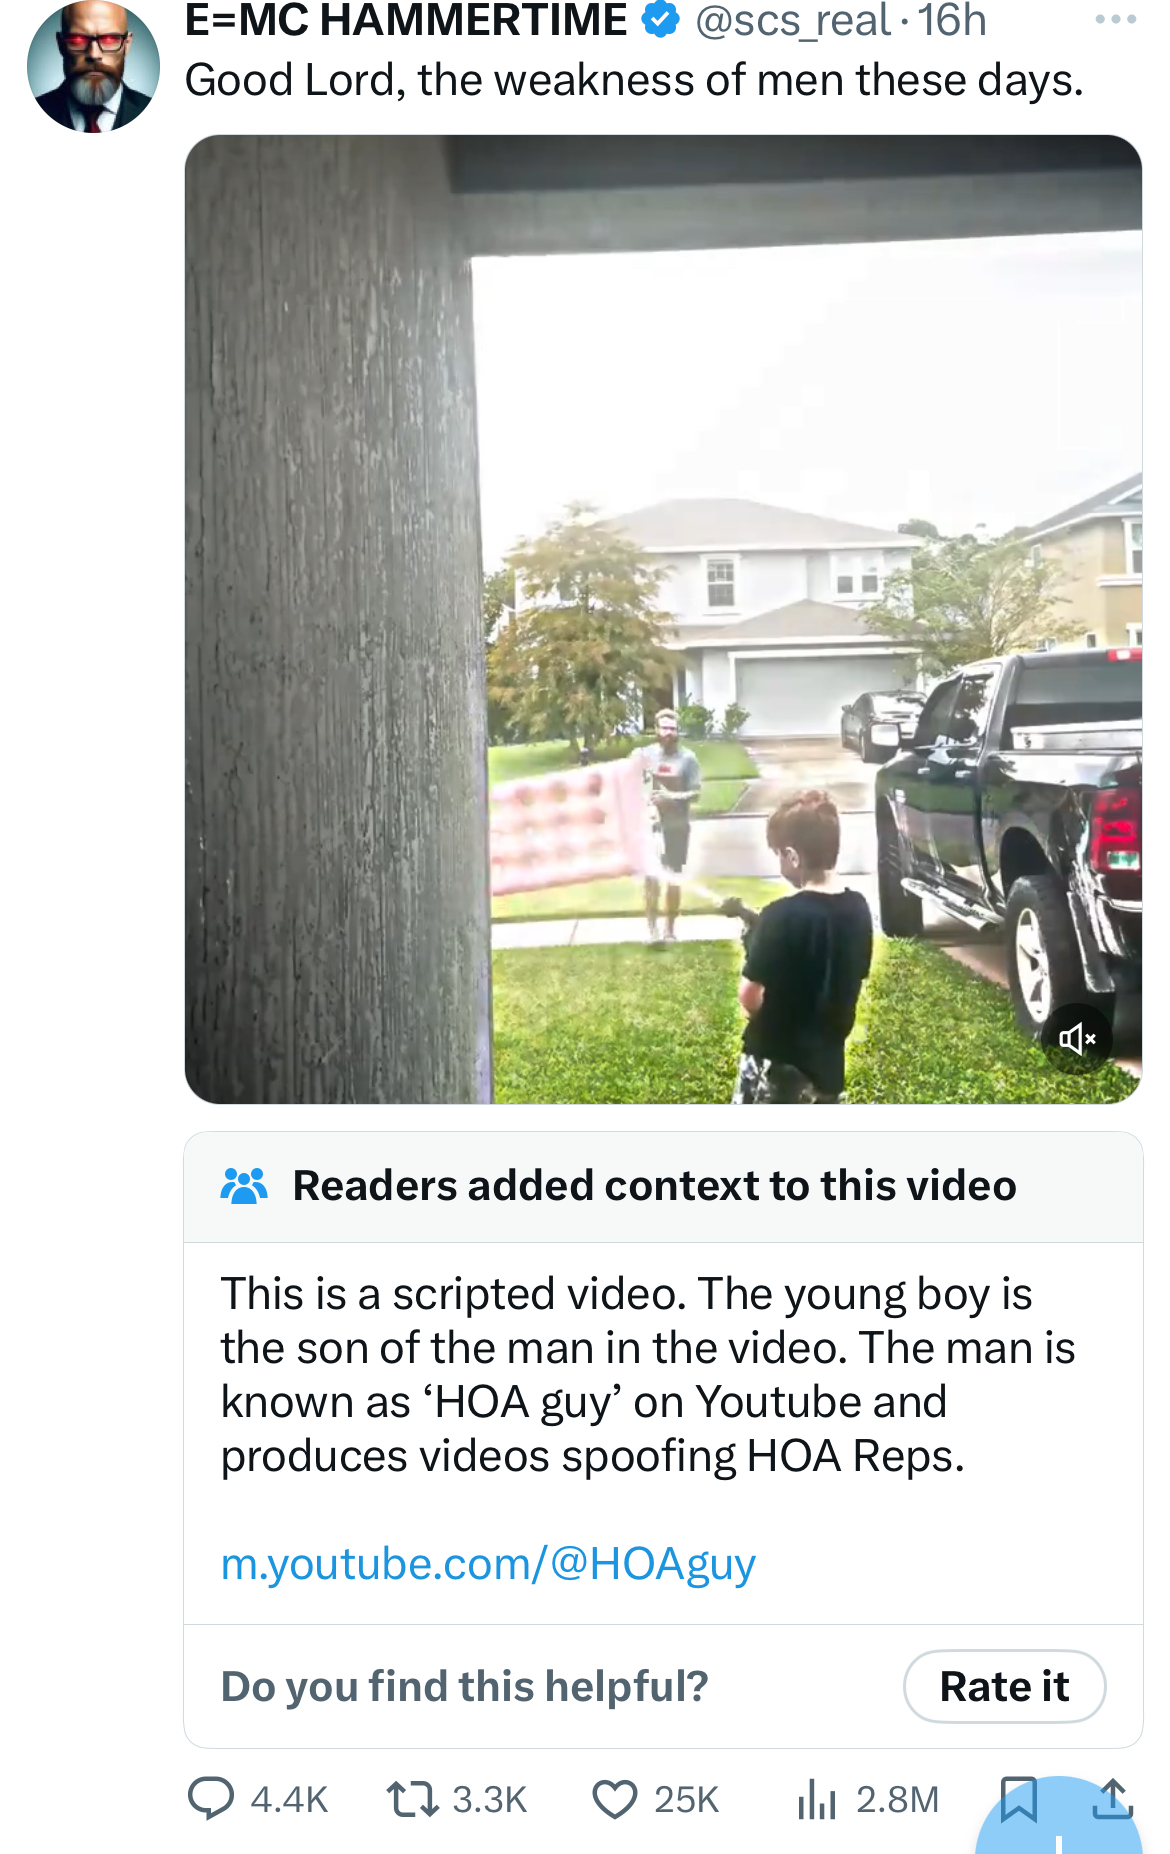 E=MC HAMMERTIME @scs_real · 16h
Good Lord, the weakness of men these days.
Readers added context to this video
This is a scripted video. The young boy is
the son of the man in the video. The man is
known as ‘HOA guy’ on Youtube and
produces videos spoofing HOA Reps.
m.youtube.com/@HOAguy
Do you find this helpful?
Rate it
4.4K 3.3K 25K 2.8M